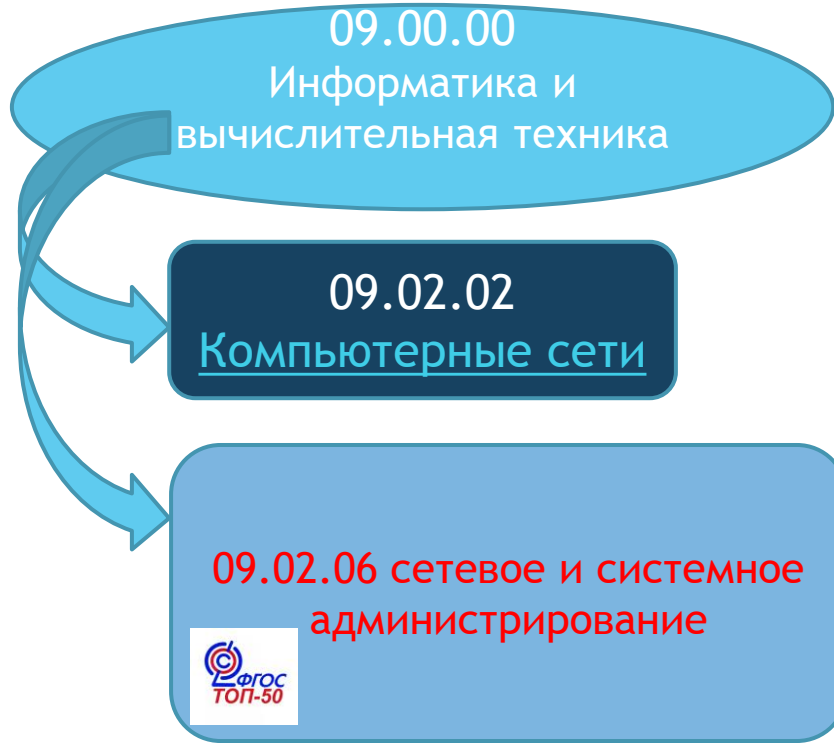 09.00.00
Информатика и
вычислительная техника
09.02.02
Компьютерные сети
09.02.06 сетевое и системное
администрирование
ФГОС
ТОП-50